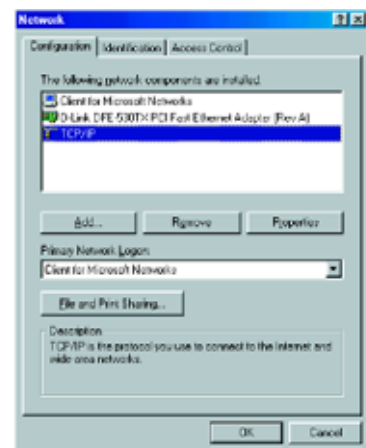 Network
Configuration Identification Access Control
The following network components are installed:
Client for Microsoft Networks
D-Link DFE-530TX PCI Fast Ethernet Adapter (Rev A)
TCP/IP
Add... Remove Properties
Primary Network Logon:
Client for Microsoft Networks
File and Print Sharing...
Description
TCP/IP is the protocol you use to connect to the Internet and
wide area networks.
OK Cancel